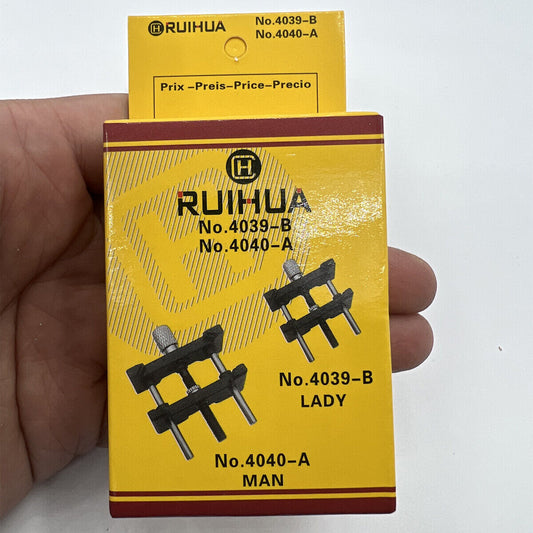 RUIHUA No.4039-B
No.4040-A
Prix -Preis-Price-Precio
H
RUIHUA
No.4039-B
No.4040-A
No.4039-B
LADY
No.4040-A
MAN